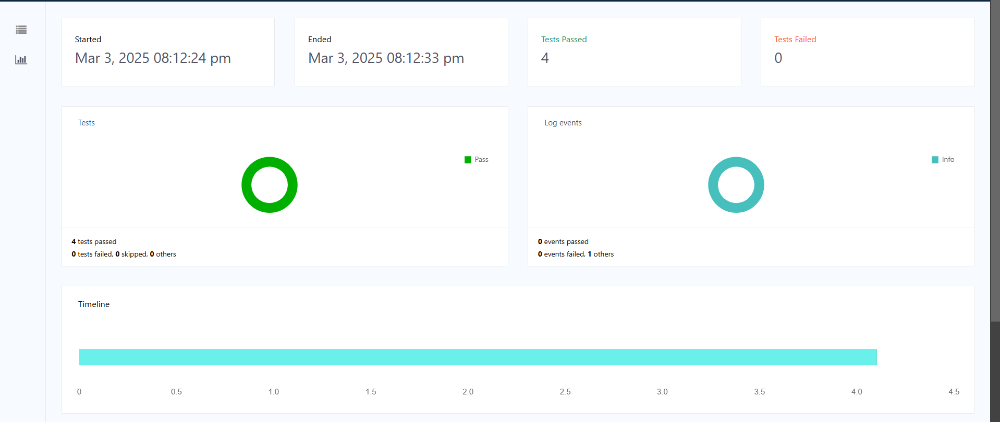 Started
Mar 3, 2025 08:12:24 pm
Ended
Mar 3, 2025 08:12:33 pm
Tests Passed
4
Tests Failed
0
Tests
Pass
4 tests passed
0 tests failed, 0 skipped, 0 others
Log events
Info
0 events passed
0 events failed, 1 others
Timeline
0 0.5 1.0 1.5 2.0 2.5 3.0 3.5 4.0 4.5